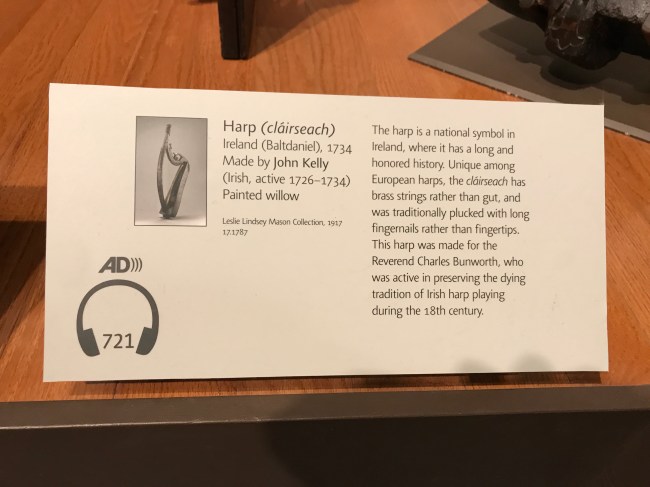 Harp (cláirseach)
Ireland (Baltdaniel), 1734
Made by John Kelly
(Irish, active 1726–1734)
Painted willow
Leslie Lindsey Mason Collection, 1917
17.1787
AD)))
721
The harp is a national symbol in
Ireland, where it has a long and
honored history. Unique among
European harps, the cláirseach has
brass strings rather than gut, and
was traditionally plucked with long
fingernails rather than fingertips.
This harp was made for the
Reverend Charles Bunworth, who
was active in preserving the dying
tradition of Irish harp playing
during the 18th century.